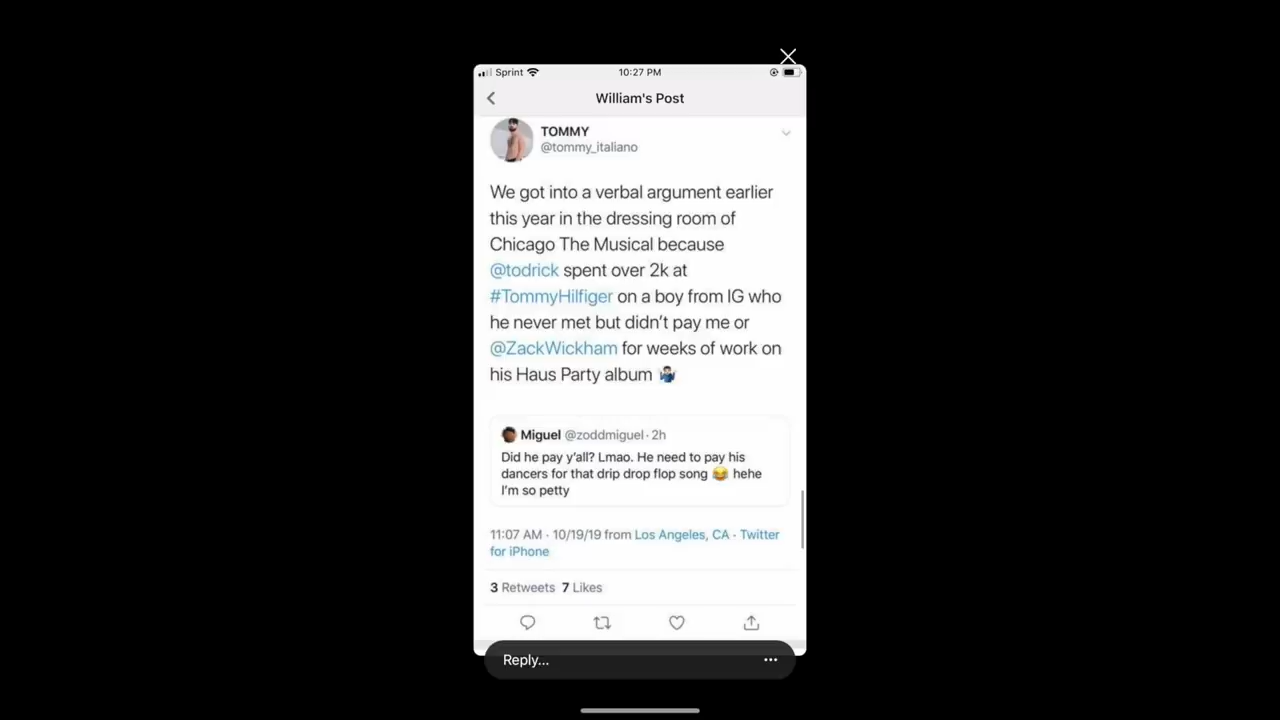 Sprint 10:27 PM
William's Post
TOMMY
@tommy_italiano
We got into a verbal argument earlier
this year in the dressing room of
Chicago The Musical because
@todrick spent over 2k at
#TommyHilfiger on a boy from IG who
he never met but didn't pay me or
@ZackWickham for weeks of work on
his Haus Party album 🤷🏻‍♂️
Miguel @zoddmiguel · 2h
Did he pay y'all? Lmao. He need to pay his
dancers for that drip drop flop song 😂 hehe
I'm so petty
11:07 AM · 10/19/19 from Los Angeles, CA · Twitter
for iPhone
3 Retweets 7 Likes
Reply...